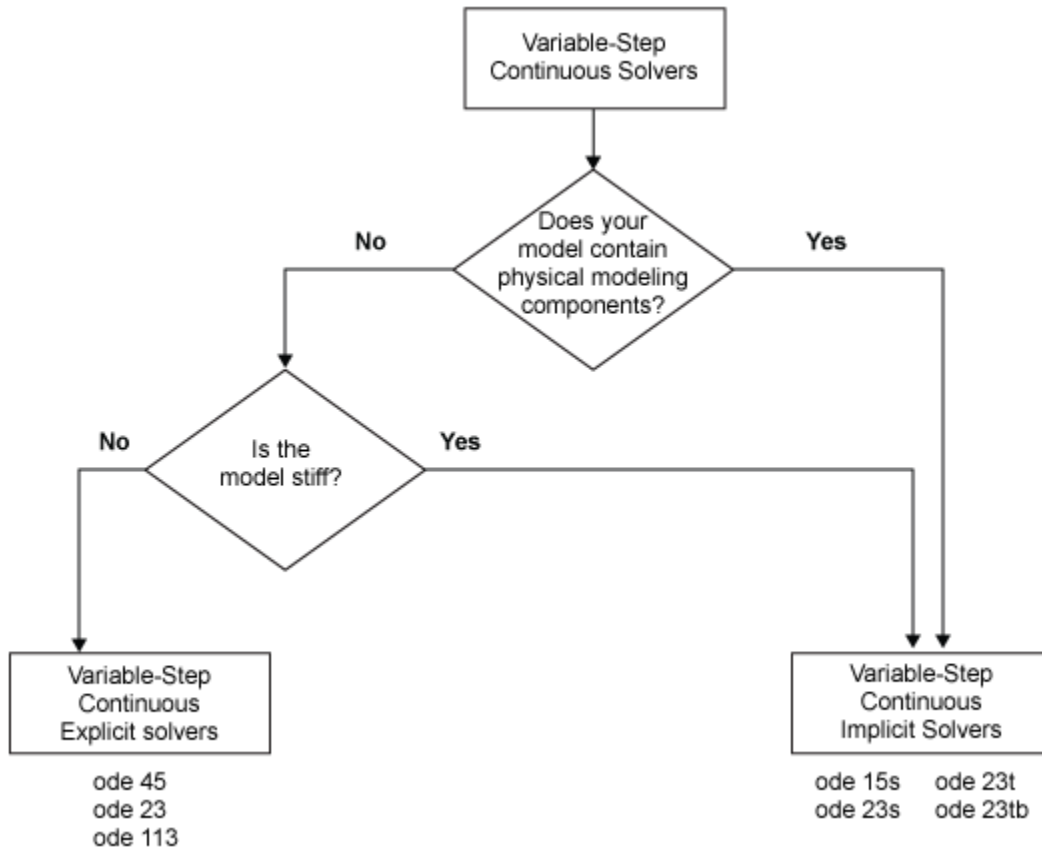 Variable-Step
Continuous Solvers
Does your
model contain
physical modeling
components?
No
Yes
Is the
model stiff?
No
Yes
Variable-Step
Continuous
Explicit solvers
ode 45
ode 23
ode 113
Variable-Step
Continuous
Implicit Solvers
ode 15s ode 23t
ode 23s ode 23tb